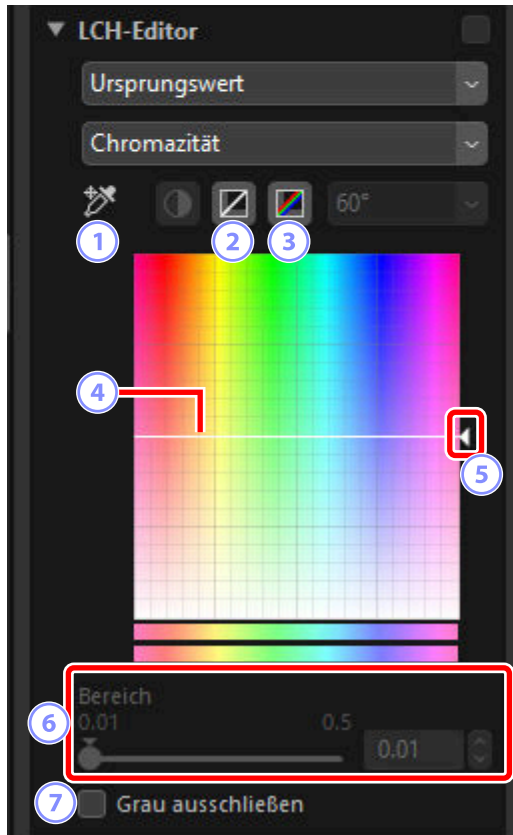 LCH-Editor
Ursprungswert
Chromazität
60°
1
2
3
4
5
Bereich
6
0.01 0.5
0.01
7
Grau ausschließen